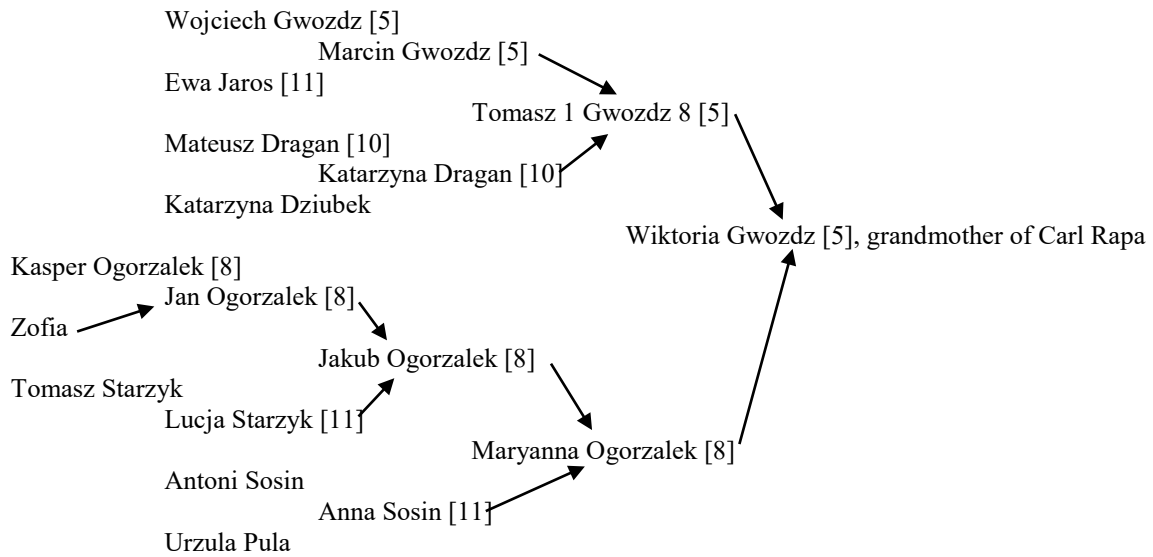 Wojciech Gwozdz [5]
Marcin Gwozdz [5]
Ewa Jaros [11]
Tomasz 1 Gwozdz 8 [5]
Mateusz Dragan [10]
Katarzyna Dragan [10]
Katarzyna Dziubek
Wiktoria Gwozdz [5], grandmother of Carl Rapa
Kasper Ogorzalek [8]
Jan Ogorzalek [8]
Zofia
Jakub Ogorzalek [8]
Tomasz Starzyk
Lucja Starzyk [11]
Maryanna Ogorzalek [8]
Antoni Sosin
Anna Sosin [11]
Urzula Pula